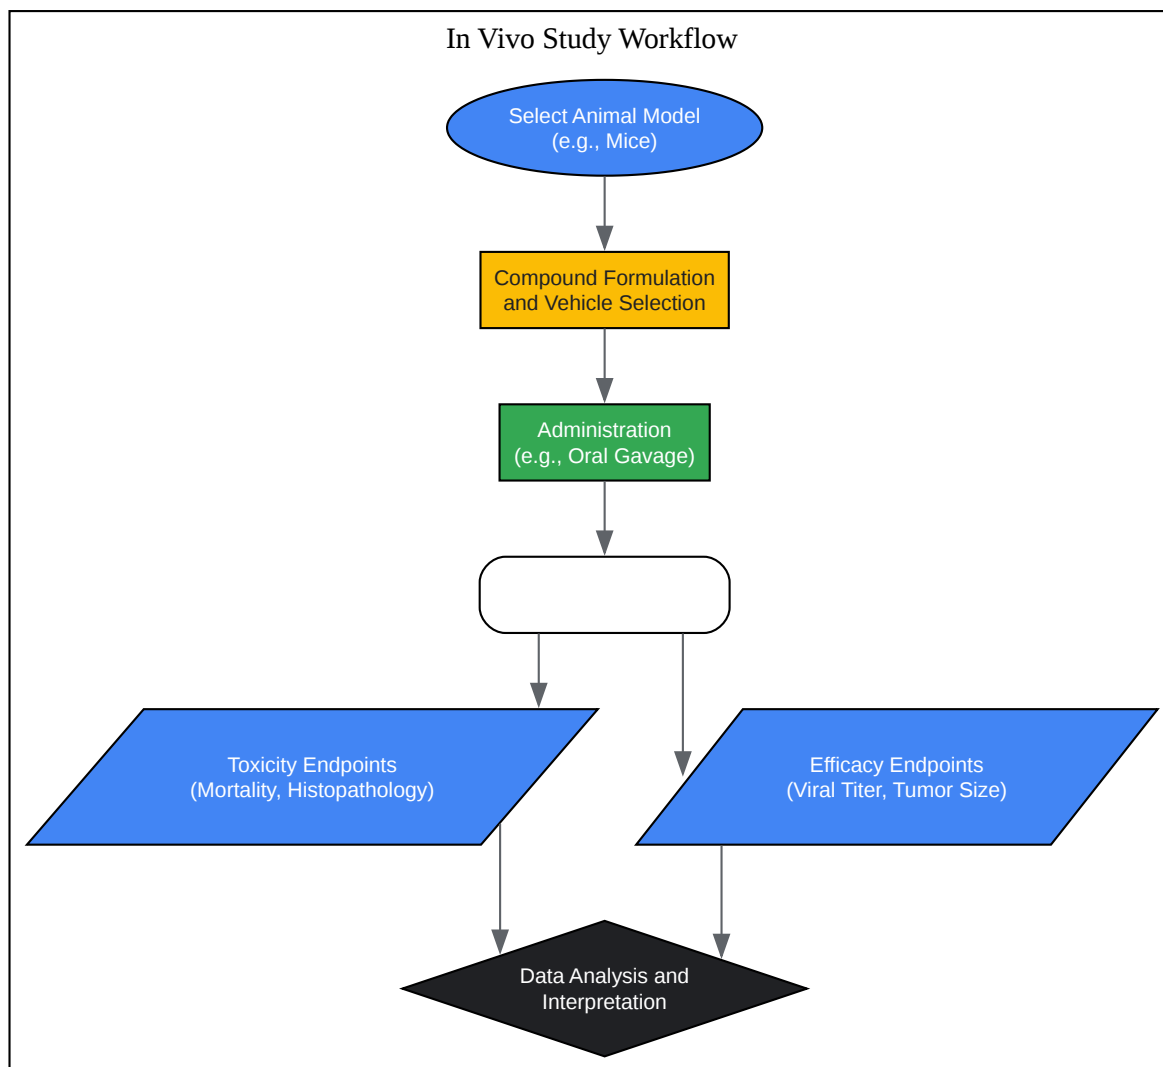 In Vivo Study Workflow
Select Animal Model
(e.g., Mice)
Compound Formulation
and Vehicle Selection
Administration
(e.g., Oral Gavage)
Toxicity Endpoints
(Mortality, Histopathology)
Efficacy Endpoints
(Viral Titer, Tumor Size)
Data Analysis and
Interpretation